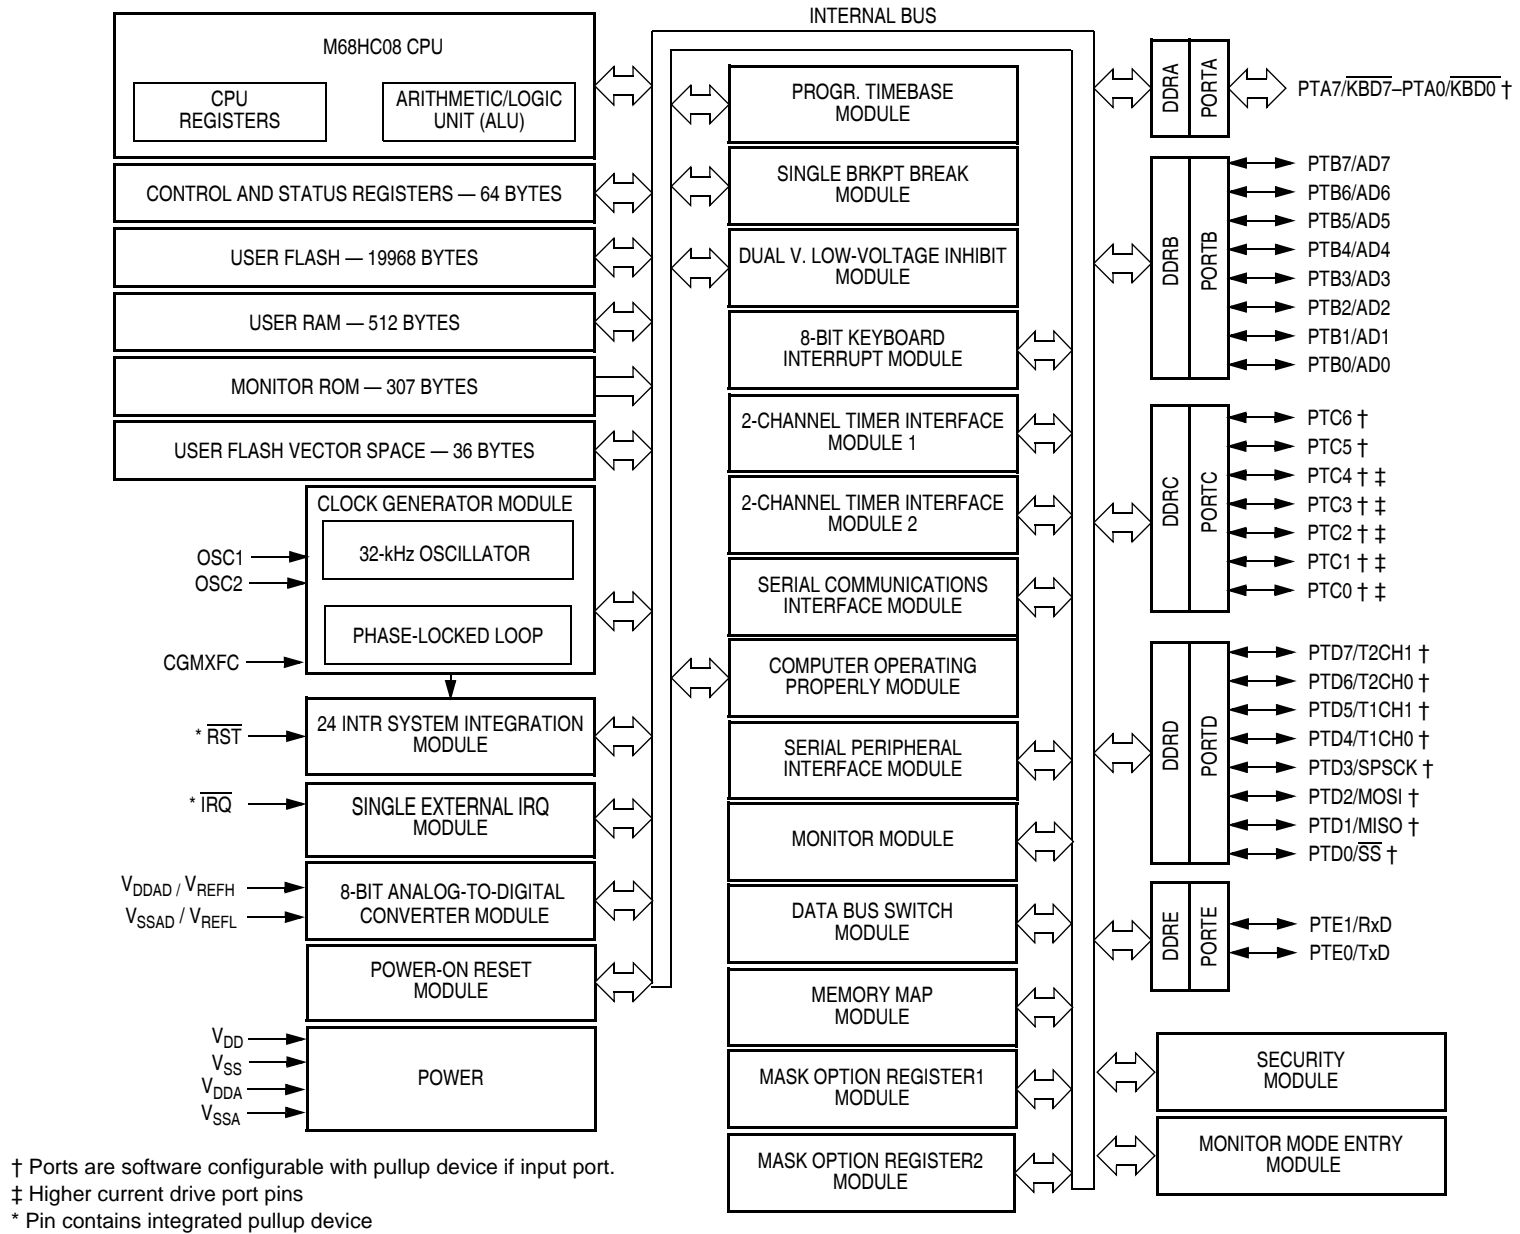 INTERNAL BUS
M68HC08 CPU
CPU
REGISTERS
ARITHMETIC/LOGIC
UNIT (ALU)
CONTROL AND STATUS REGISTERS — 64 BYTES
USER FLASH — 19968 BYTES
USER RAM — 512 BYTES
MONITOR ROM — 307 BYTES
USER FLASH VECTOR SPACE — 36 BYTES
CLOCK GENERATOR MODULE
32-kHz OSCILLATOR
PHASE-LOCKED LOOP
OSC1
OSC2
CGMXFC
* R̅S̅T̅
24 INTR SYSTEM INTEGRATION
MODULE
* I̅R̅Q̅
SINGLE EXTERNAL IRQ
MODULE
VDDAD / VREFH
VSSAD / VREFL
8-BIT ANALOG-TO-DIGITAL
CONVERTER MODULE
POWER-ON RESET
MODULE
VDD
VSS
VDDA
VSSA
POWER
PROGR. TIMEBASE
MODULE
SINGLE BRKPT BREAK
MODULE
DUAL V. LOW-VOLTAGE INHIBIT
MODULE
8-BIT KEYBOARD
INTERRUPT MODULE
2-CHANNEL TIMER INTERFACE
MODULE 1
2-CHANNEL TIMER INTERFACE
MODULE 2
SERIAL COMMUNICATIONS
INTERFACE MODULE
COMPUTER OPERATING
PROPERLY MODULE
SERIAL PERIPHERAL
INTERFACE MODULE
MONITOR MODULE
DATA BUS SWITCH
MODULE
MEMORY MAP
MODULE
MASK OPTION REGISTER1
MODULE
MASK OPTION REGISTER2
MODULE
DDRA
PORTA
PTA7/K̅B̅D̅7̅–PTA0/K̅B̅D̅0̅ †
DDRB
PORTB
PTB7/AD7
PTB6/AD6
PTB5/AD5
PTB4/AD4
PTB3/AD3
PTB2/AD2
PTB1/AD1
PTB0/AD0
DDRC
PORTC
PTC6 †
PTC5 †
PTC4 † ‡
PTC3 † ‡
PTC2 † ‡
PTC1 † ‡
PTC0 † ‡
DDRD
PORTD
PTD7/T2CH1 †
PTD6/T2CH0 †
PTD5/T1CH1 †
PTD4/T1CH0 †
PTD3/SPSCK †
PTD2/MOSI †
PTD1/MISO †
PTD0/S̅S̅ †
DDRE
PORTE
PTE1/RxD
PTE0/TxD
SECURITY
MODULE
MONITOR MODE ENTRY
MODULE
† Ports are software configurable with pullup device if input port.
‡ Higher current drive port pins
* Pin contains integrated pullup device